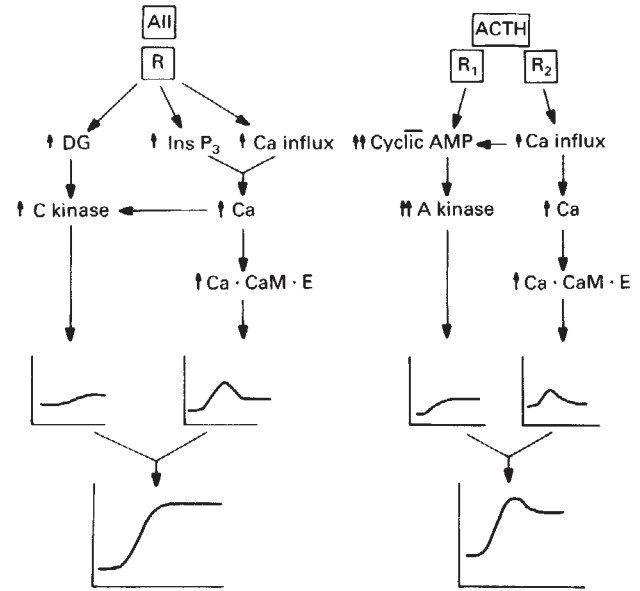 AII
R
↑ DG
↑ Ins P3
↑ Ca influx
↑ C kinase
↑ Ca
↑ Ca · CaM · E
ACTH
R1
R2
↑↑ Cyclic AMP
↑ Ca influx
↑↑ A kinase
↑ Ca
↑ Ca · CaM · E